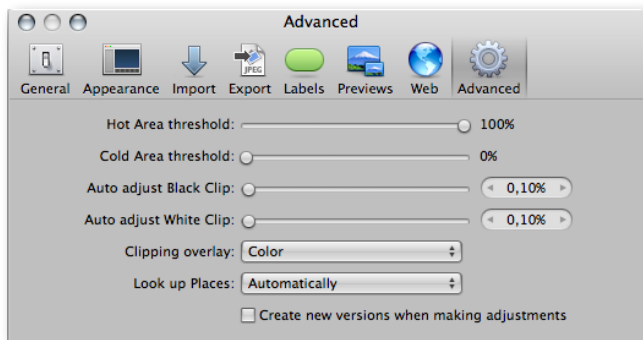 Advanced
JPEG
General Appearance Import Export Labels Previews Web Advanced
Hot Area threshold: 100%
Cold Area threshold: 0%
Auto adjust Black Clip: 0,10%
Auto adjust White Clip: 0,10%
Clipping overlay: Color
Look up Places: Automatically
Create new versions when making adjustments